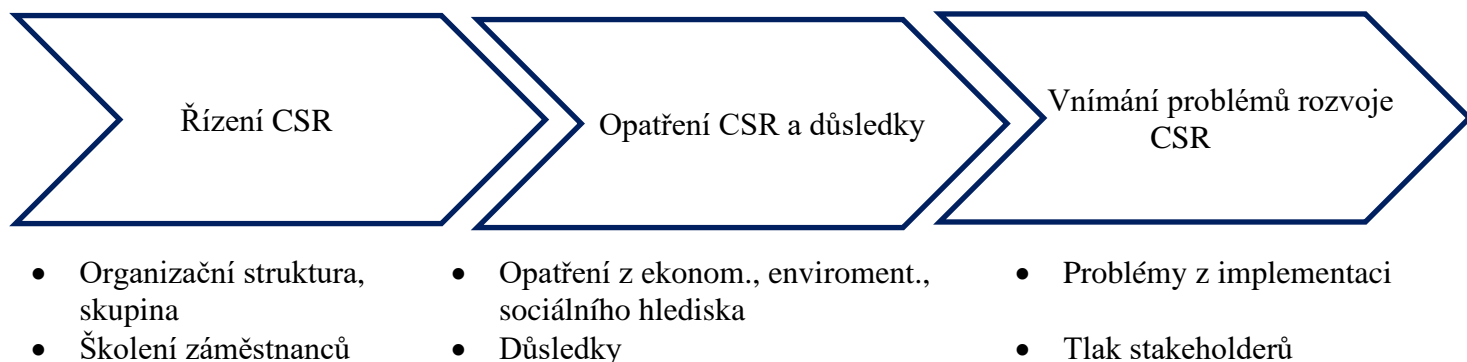 Řízení CSR
Opatření CSR a důsledky
Vnímání problémů rozvoje
CSR
• Organizační struktura,
skupina
• Školení záměstnanců
• Opatření z ekonom., enviroment.,
sociálního hlediska
• Důsledky
• Problémy z implementaci
• Tlak stakeholderů